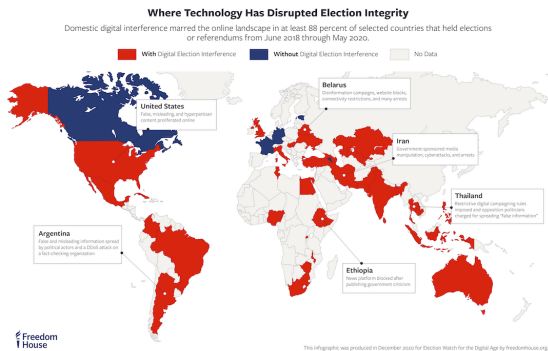 Where Technology Has Disrupted Election Integrity
Domestic digital interference marred the online landscape in at least 88 percent of selected countries that held elections
or referendums from June 2018 through May 2020.
With Digital Election Interference
Without Digital Election Interference
No Data
Belarus
Disinformation campaigns, website blocks,
connectivity restrictions, and many arrests
United States
False, misleading, and hyperpartisan
content proliferated online
Iran
Government-sponsored media
manipulation, cyberattacks, and arrests
Thailand
Restrictive digital campaigning rules
imposed and opposition politicians
charged for spreading "false information"
Argentina
False and misleading information spread
by political actors and a DDoS attack on
a fact-checking organization
Ethiopia
News platform blocked after
publishing government criticism
Freedom
House
This infographic was produced in December 2020 for Election Watch for the Digital Age by freedomhouse.org.